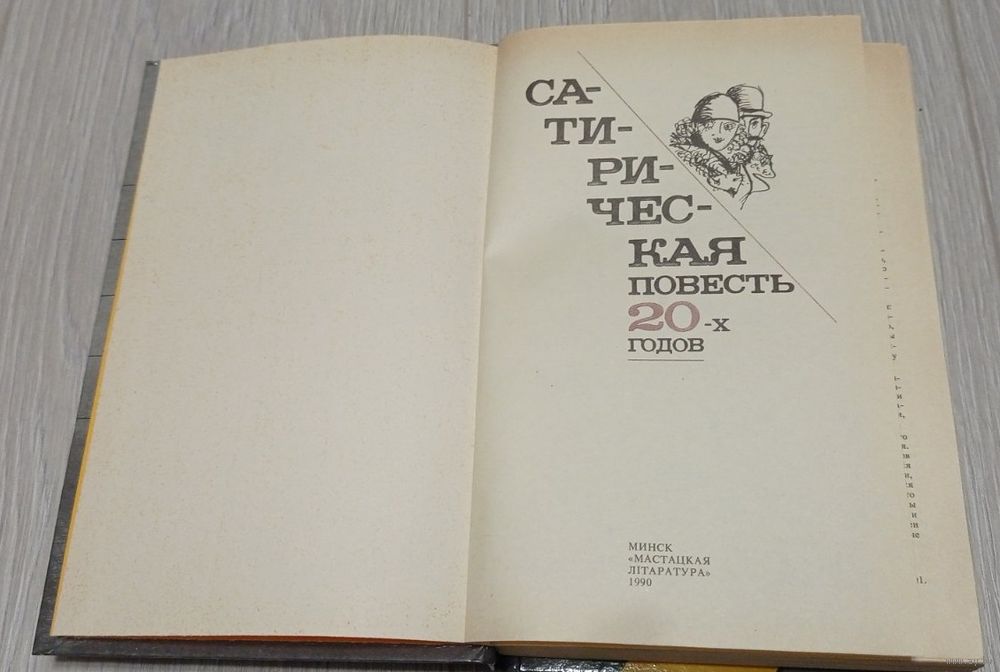 СА-
ТИ-
РИ-
ЧЕС-
КАЯ
ПОВЕСТЬ
20-х
ГОДОВ
МИНСК
«МАСТАЦКАЯ
ЛІТАРАТУРА»
1990